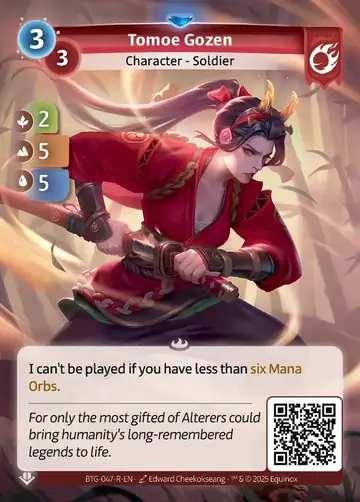 3
Tomoe Gozen
3
Character - Soldier
2
5
5
I can't be played if you have less than six Mana
Orbs.
For only the most gifted of Alterers could
bring humanity's long-remembered
legends to life.
BTG-047-R-EN - Edward Cheekokseang - ™ & © 2025 Equinox